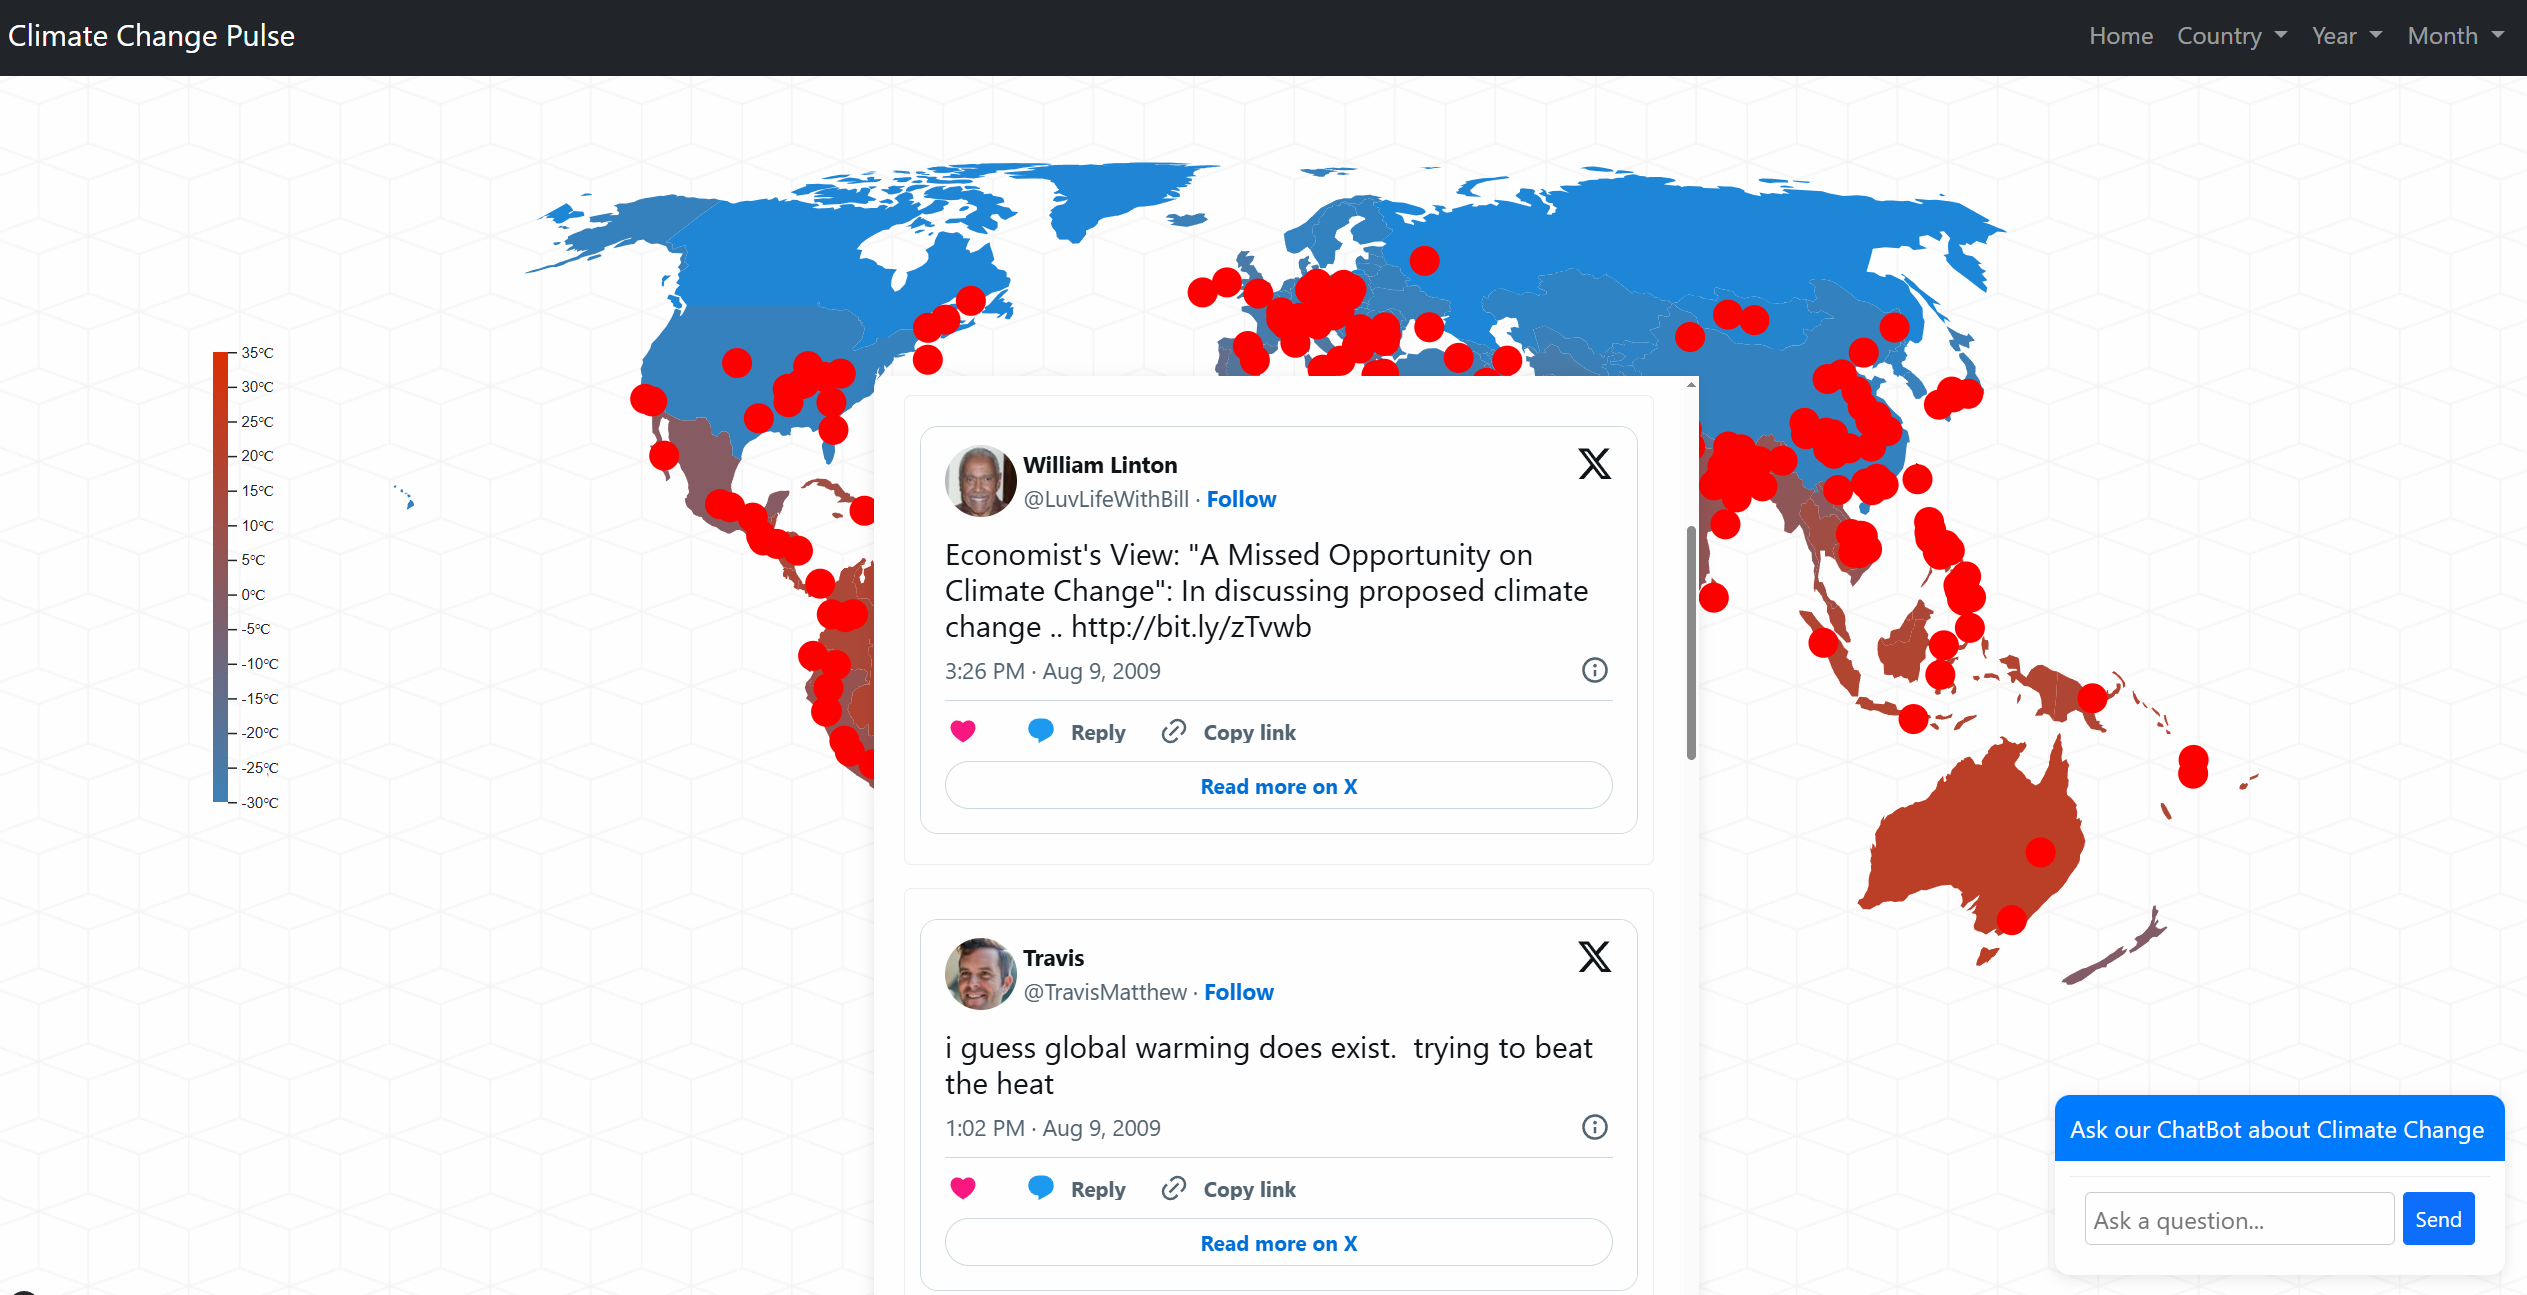 Climate Change Pulse
Home Country Year Month
35°C
30°C
25°C
20°C
15°C
10°C
5°C
0°C
-5°C
-10°C
-15°C
-20°C
-25°C
-30°C
William Linton
@LuvLifeWithBill · Follow
Economist's View: "A Missed Opportunity on
Climate Change": In discussing proposed climate
change .. http://bit.ly/zTvwb
3:26 PM · Aug 9, 2009
Reply Copy link
Read more on X
Travis
@TravisMatthew · Follow
i guess global warming does exist.  trying to beat
the heat
1:02 PM · Aug 9, 2009
Reply Copy link
Read more on X
Ask our ChatBot about Climate Change
Ask a question...
Send